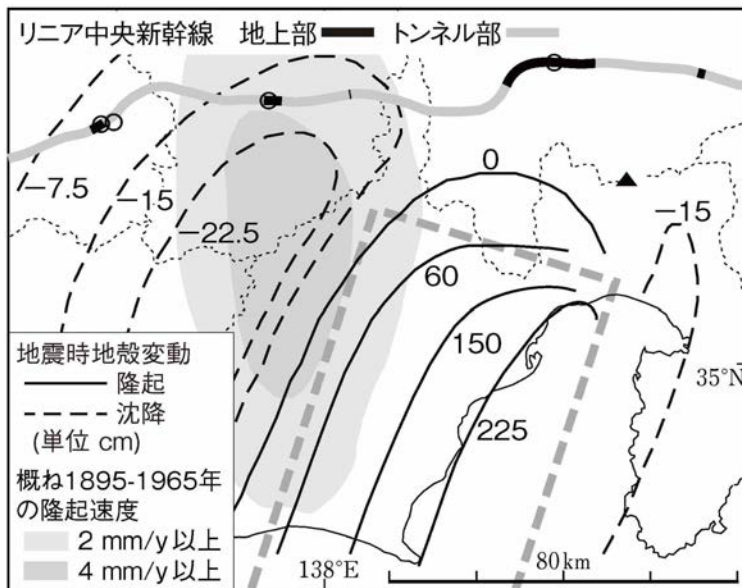 リニア中央新幹線 地上部 トンネル部
0
-7.5
-15
-15
-22.5
60
150
35°N
225
地震時地殻変動
隆起
沈降
(単位 cm)
概ね1895-1965年
の隆起速度
2 mm/y 以上
4 mm/y 以上
138°E
80km